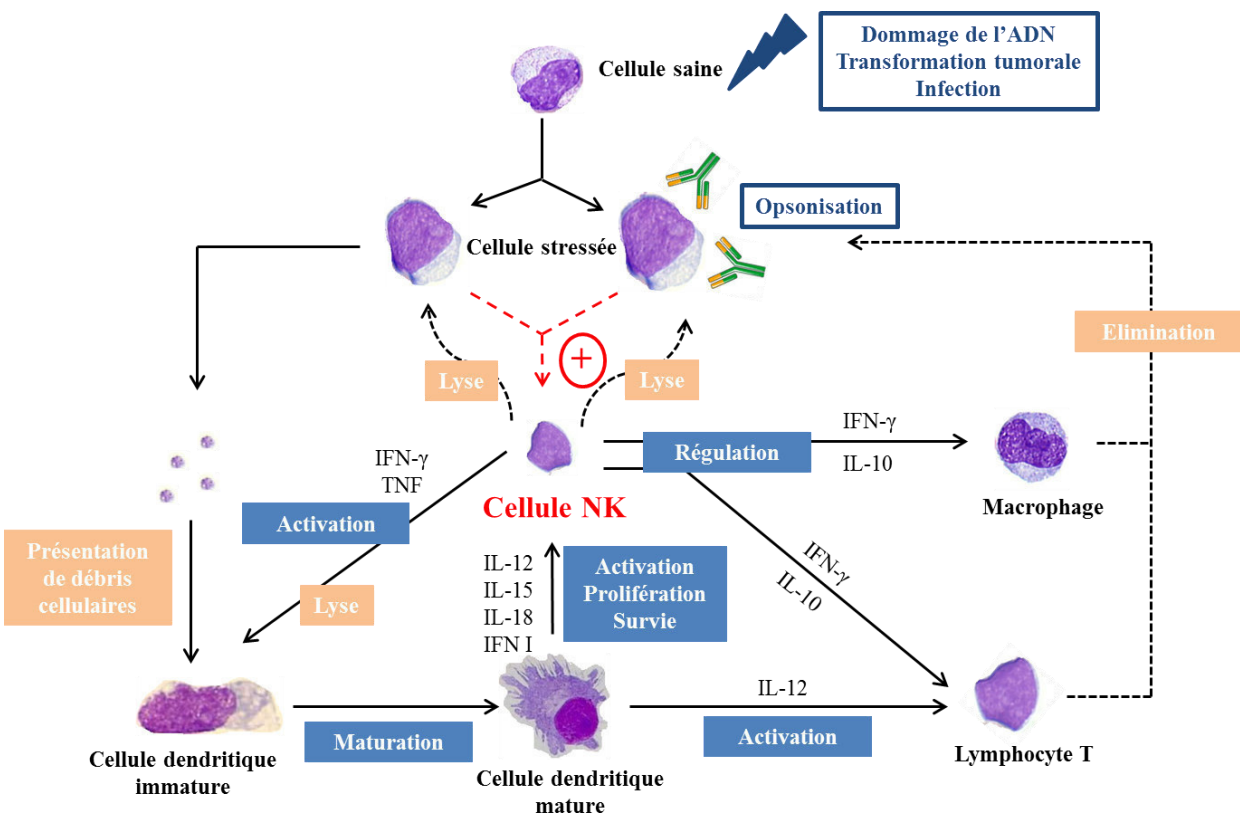 Dommage de l'ADN
Transformation tumorale
Infection
Cellule saine
Opsonisation
Cellule stressée
Elimination
+
Lyse
Lyse
IFN-γ
IL-10
Régulation
Macrophage
IFN-γ
TNF
Activation
Cellule NK
Présentation
de débris
cellulaires
Lyse
IL-12
IL-15
IL-18
IFN I
Activation
Prolifération
Survie
IFN-γ
IL-10
IL-12
Activation
Maturation
Lymphocyte T
Cellule dendritique
immature
Cellule dendritique
mature